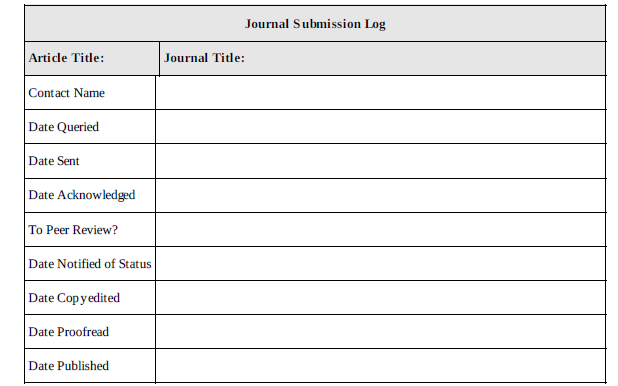 Journal Submission Log
Article Title: Journal Title:
Contact Name
Date Queried
Date Sent
Date Acknowledged
To Peer Review?
Date Notified of Status
Date Copyedited
Date Proofread
Date Published